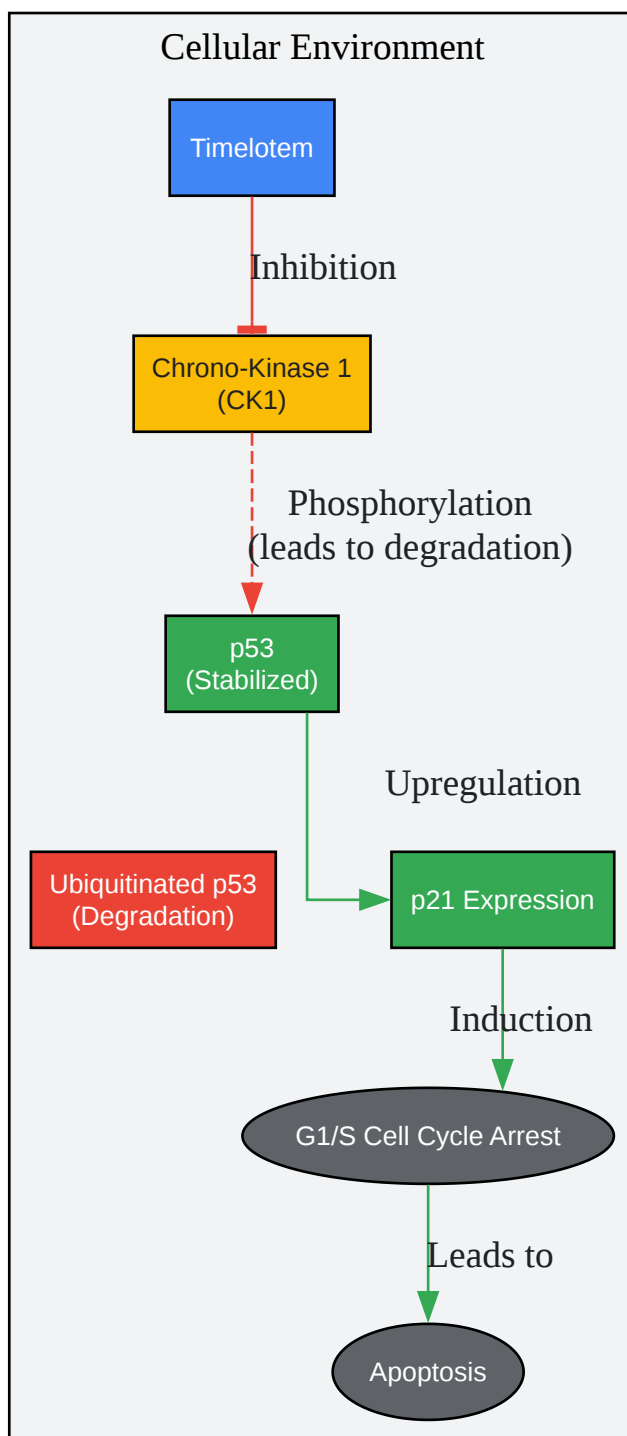 Cellular Environment
Timelotem
Inhibition
Chrono-Kinase 1
(CK1)
Phosphorylation
(leads to degradation)
p53
(Stabilized)
Upregulation
Ubiquitinated p53
(Degradation)
p21 Expression
Induction
G1/S Cell Cycle Arrest
Leads to
Apoptosis